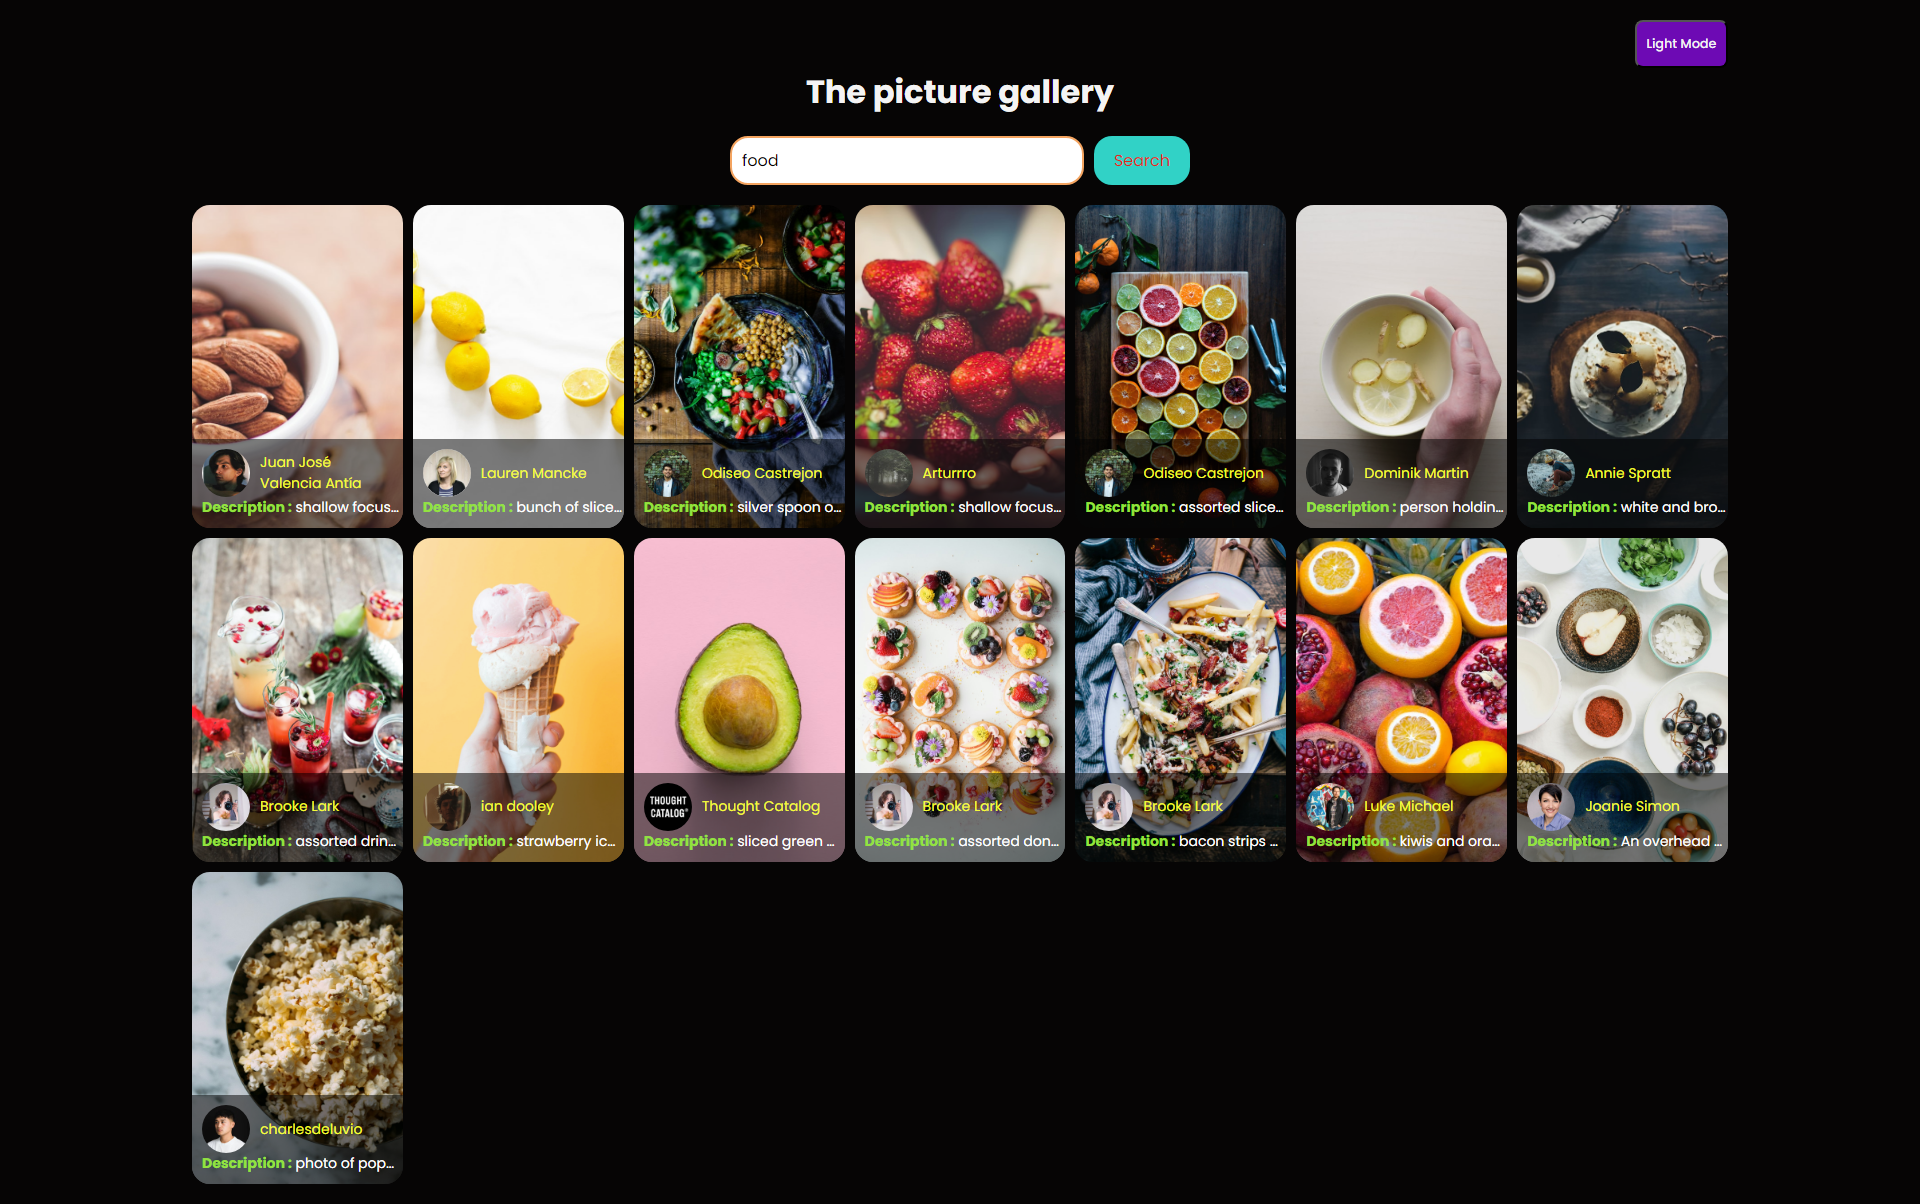 Light Mode
The picture gallery
food
Search
Juan José
Valencia Antía
Description : shallow focus...
Lauren Mancke
Description : bunch of slice...
Odiseo Castrejon
Description : silver spoon o...
Arturrro
Description : shallow focus...
Odiseo Castrejon
Description : assorted slice...
Dominik Martin
Description : person holdin...
Annie Spratt
Description : white and bro...
Brooke Lark
Description : assorted drin...
ian dooley
Description : strawberry ic...
THOUGHT
CATALOG
Thought Catalog
Description : sliced green ...
Brooke Lark
Description : assorted don...
Brooke Lark
Description : bacon strips ...
Luke Michael
Description : kiwis and ora...
Joanie Simon
Description : An overhead ...
charlesdeluvio
Description : photo of pop...